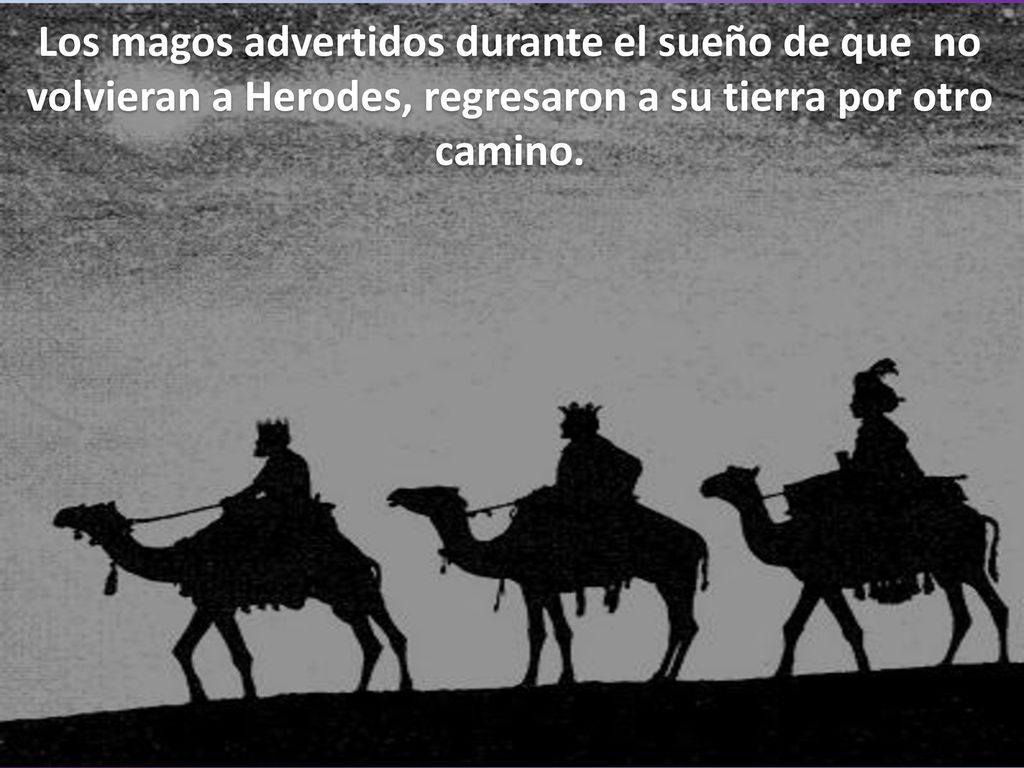 Los magos advertidos durante el sueño de que  no
volvieran a Herodes, regresaron a su tierra por otro
camino.